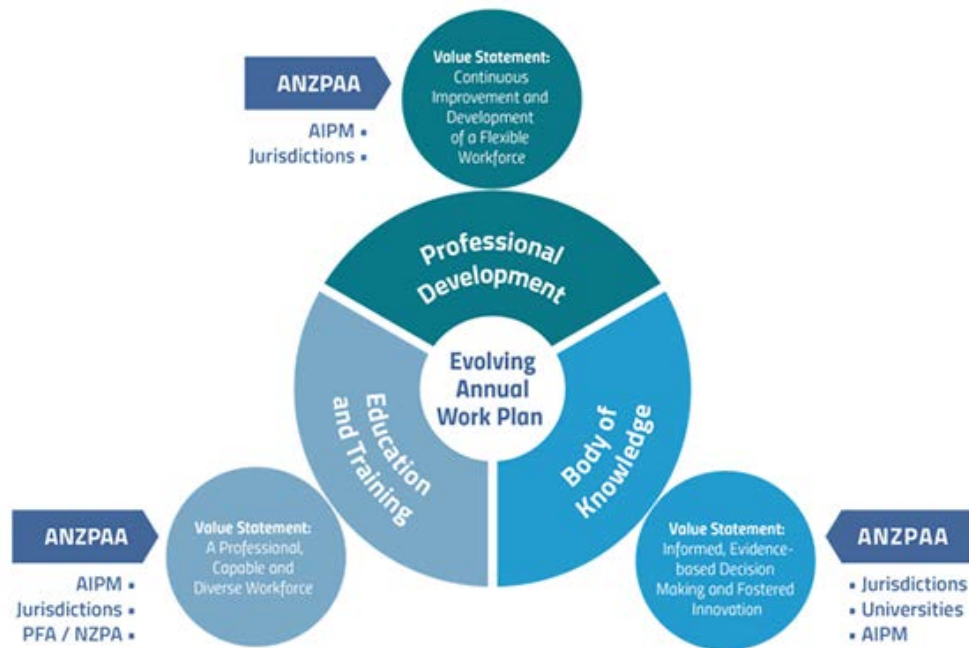 ANZPAA
AIPM •
Jurisdictions •
Value Statement:
Continuous
Improvement and
Development
of a Flexible
Workforce
Professional
Development
Evolving
Annual
Work Plan
Education
and Training
Body of
Knowledge
ANZPAA
AIPM •
Jurisdictions •
PFA / NZPA •
Value Statement:
A Professional,
Capable and
Diverse Workforce
Value Statement:
Informed, Evidence-
based Decision
Making and Fostered
Innovation
ANZPAA
• Jurisdictions
• Universities
• AIPM